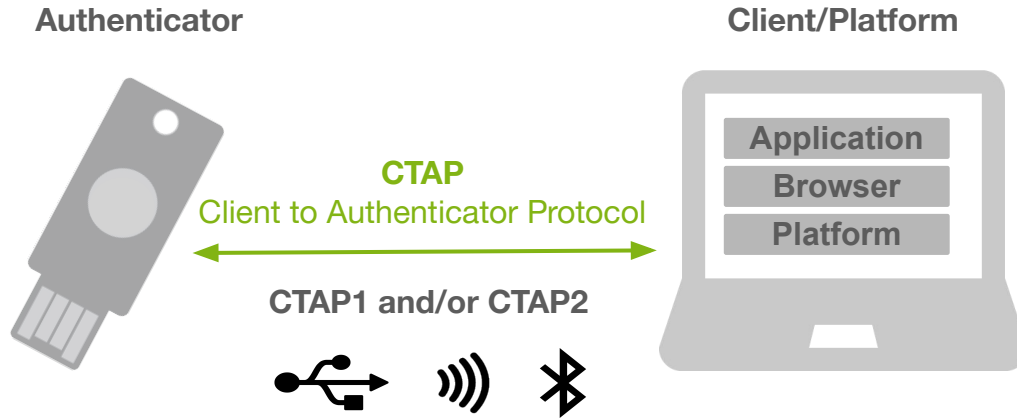 Authenticator
Client/Platform
CTAP
Client to Authenticator Protocol
CTAP1 and/or CTAP2
Application
Browser
Platform